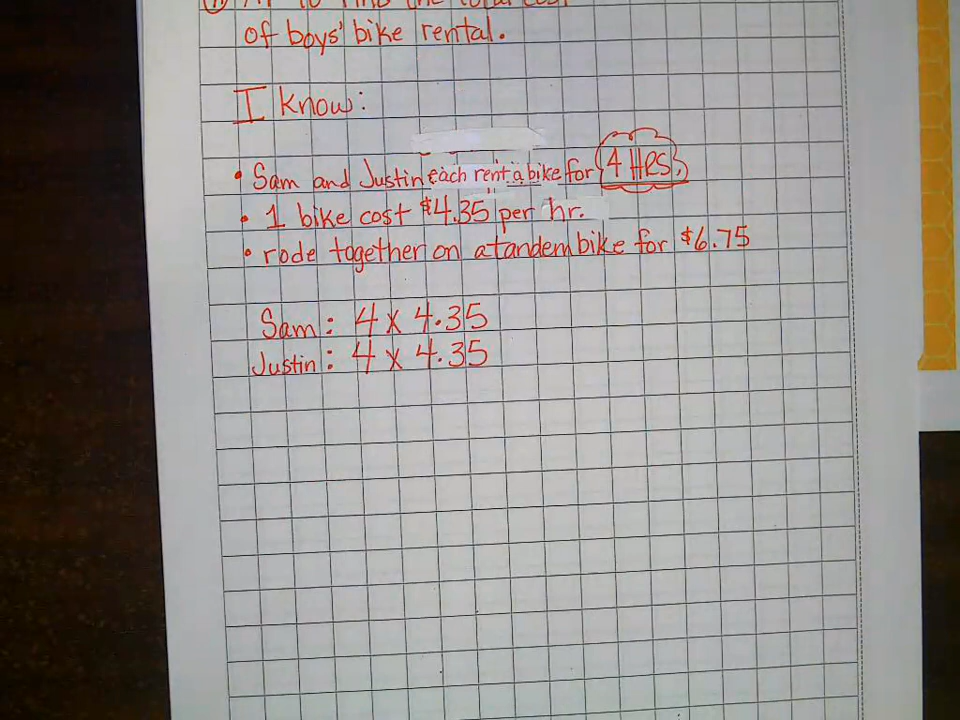 of boys' bike rental.
I know:
• Sam and Justin each rent a bike for 4 Hrs.
• 1 bike cost $4.35 per hr.
• rode together on a tandem bike for $6.75
Sam: 4 x 4.35
Justin: 4 x 4.35